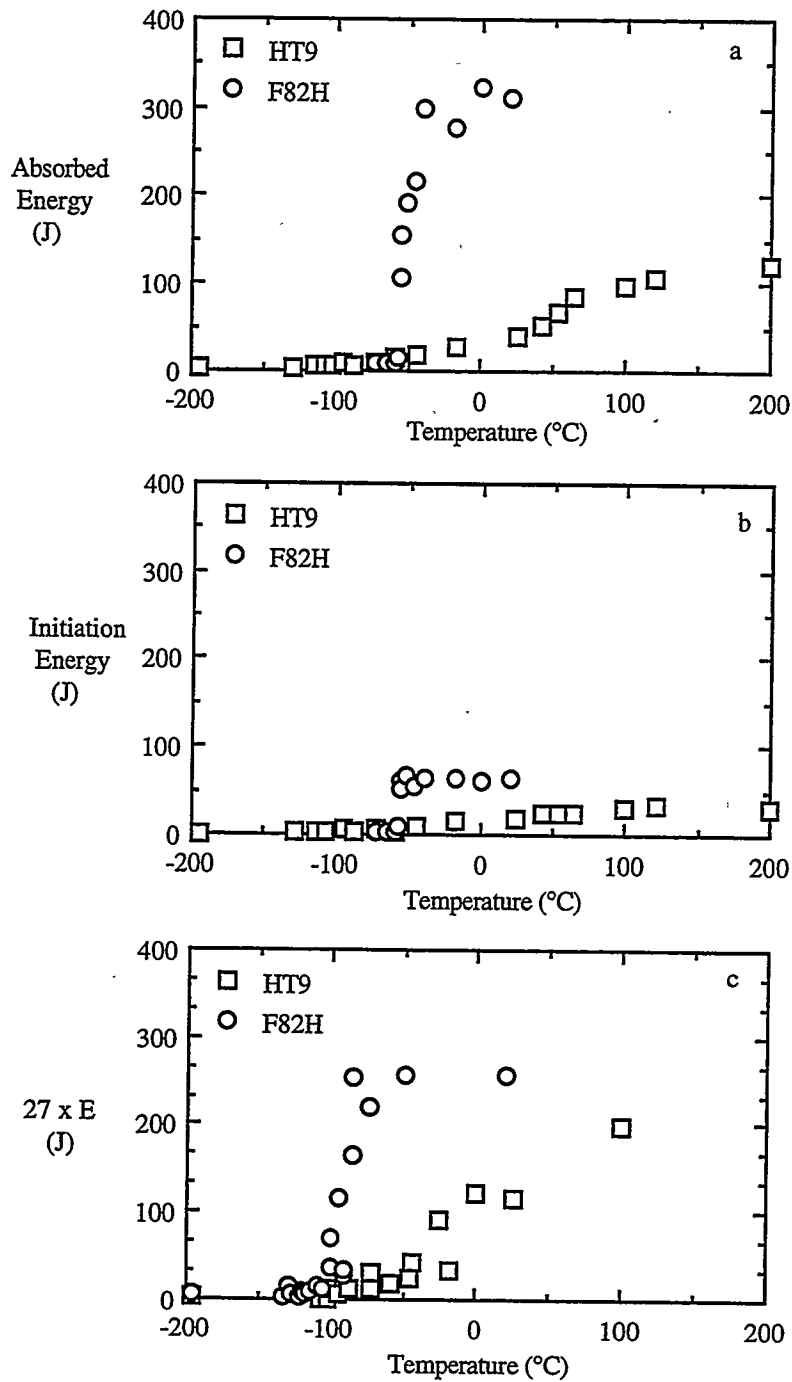 400
HT9
a
F82H
300
Absorbed
Energy
(J)
200
100
0
-200 -100 0 100 200
Temperature (°C)
400
HT9
b
F82H
300
Initiation
Energy
(J)
200
100
0
-200 -100 0 100 200
Temperature (°C)
400
HT9
c
F82H
300
27 x E
(J)
200
100
0
-200 -100 0 100 200
Temperature (°C)